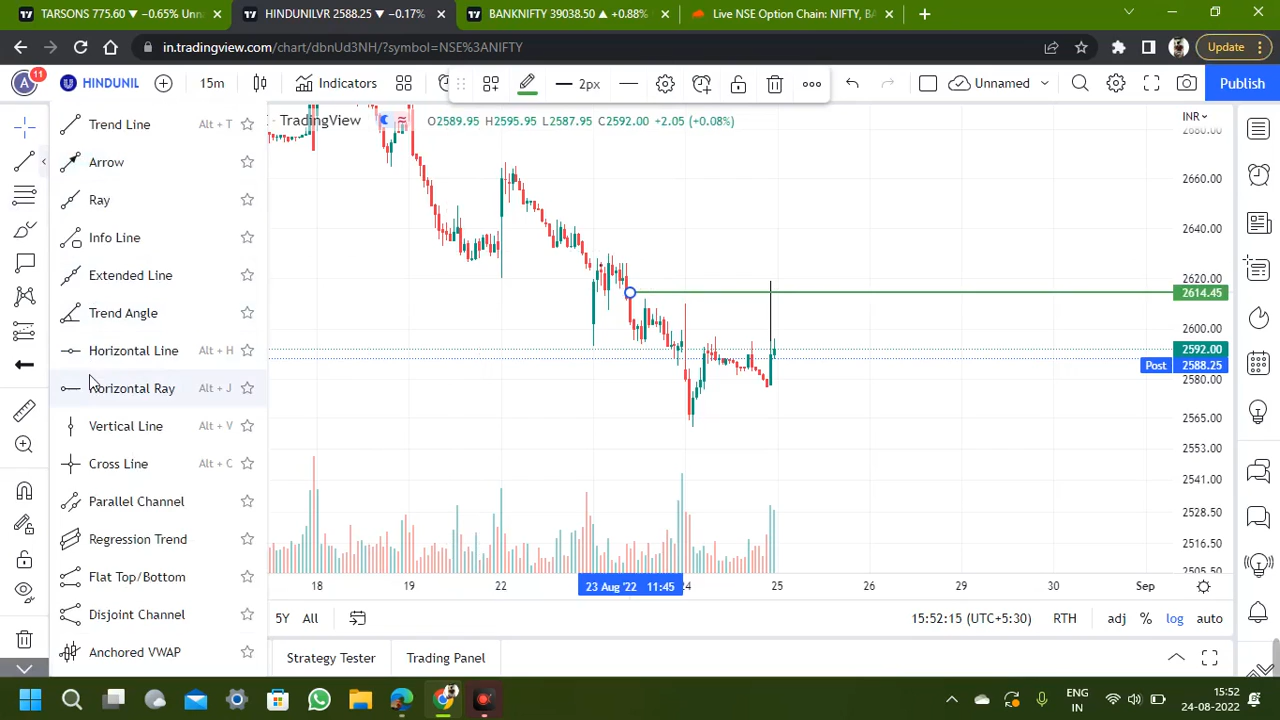 TARSONS 775.60 ▼ −0.65% Unna
HINDUNILVR 2588.25 ▼ −0.17%
BANKNIFTY 39038.50 ▲ +0.88%
Live NSE Option Chain: NIFTY, BA
in.tradingview.com/chart/dbnUd3NH/?symbol=NSE%3ANIFTY
Update
A 11 HINDUNIL 15m Indicators 2px Unnamed Publish
TradingView O2589.95 H2595.95 L2587.95 C2592.00 +2.05 (+0.08%)
INR
Trend Line Alt + T
Arrow
Ray
Info Line
Extended Line
Trend Angle
Horizontal Line Alt + H
Horizontal Ray Alt + J
Vertical Line Alt + V
Cross Line Alt + C
Parallel Channel
Regression Trend
Flat Top/Bottom
Disjoint Channel
Anchored VWAP
2680.00
2660.00
2640.00
2620.00
2614.45
2600.00
2592.00
Post 2588.25
2580.00
2565.00
2553.00
2541.00
2528.50
2516.50
2505.50
18 19 22 23 Aug '22 11:45 24 25 26 29 30 Sep
5Y All 15:52:15 (UTC+5:30) RTH adj % log auto
Strategy Tester Trading Panel
ENG
IN
15:52
24-08-2022